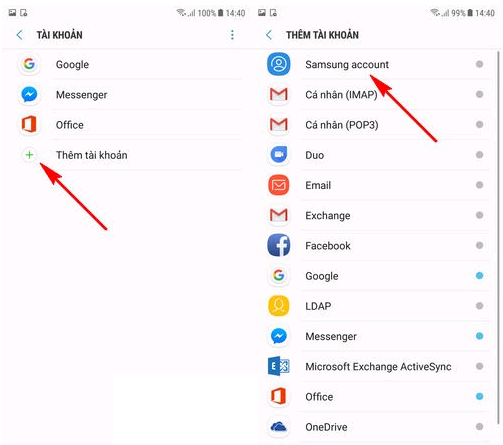 100% 14:40
TÀI KHOẢN
Google
Messenger
Office
Thêm tài khoản
99% 14:40
THÊM TÀI KHOẢN
Samsung account
Cá nhân (IMAP)
Cá nhân (POP3)
Duo
Email
Exchange
Facebook
Google
LDAP
Messenger
Microsoft Exchange ActiveSync
Office
OneDrive